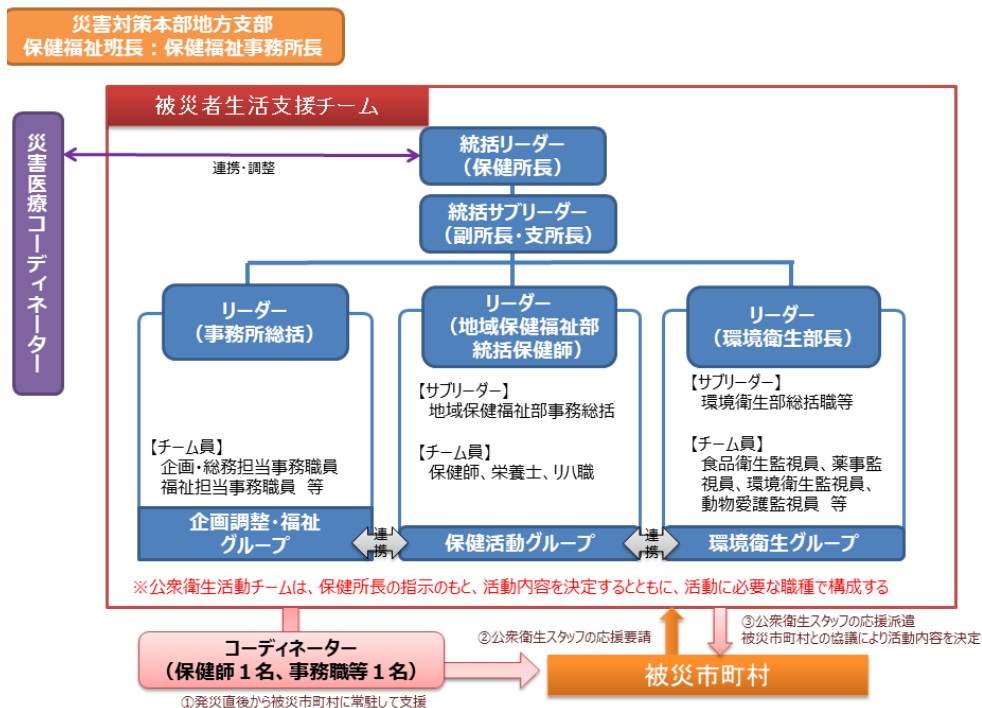 災害対策本部地方支部
保健福祉班長：保健福祉事務所長
被災者生活支援チーム
災害医療コーディネーター
連携・調整
統括リーダー
（保健所長）
統括サブリーダー
（副所長・支所長）
リーダー
（事務所総括）
【チーム員】
企画・総務担当事務職員
福祉担当事務職員 等
企画調整・福祉
グループ
連携
リーダー
（地域保健福祉部
統括保健師）
【サブリーダー】
地域保健福祉部事務総括
【チーム員】
保健師、栄養士、リハ職
保健活動グループ
連携
リーダー
（環境衛生部長）
【サブリーダー】
環境衛生部総括職等
【チーム員】
食品衛生監視員、薬事監
視員、環境衛生監視員、
動物愛護監視員 等
環境衛生グループ
※公衆衛生活動チームは、保健所長の指示のもと、活動内容を決定するとともに、活動に必要な職種で構成する
コーディネーター
（保健師１名、事務職等１名）
①発災直後から被災市町村に常駐して支援
②公衆衛生スタッフの応援要請
③公衆衛生スタッフの応援派遣
被災市町村との協議により活動内容を決定
被災市町村